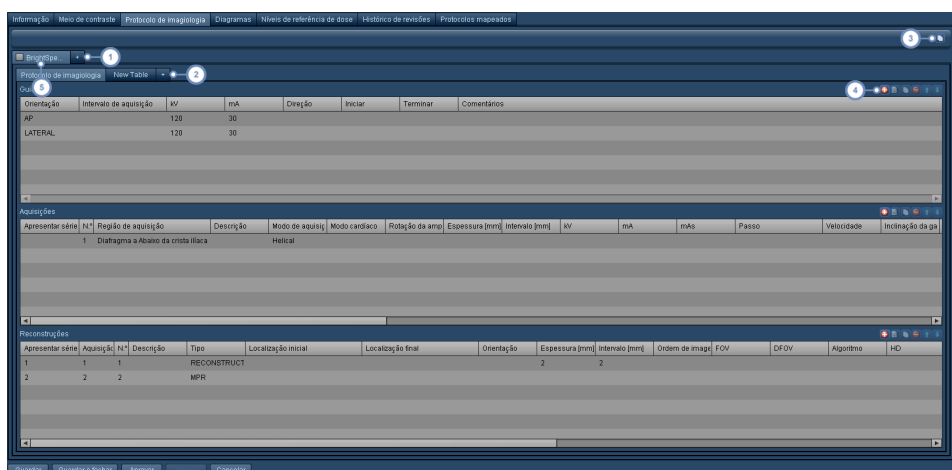 Informação Meio de contraste Protocolo de imagiologia Diagramas Níveis de referência de dose Histórico de revisões Protocolos mapeados
3
BrightSpe... + 1
Protocolo de imagiologia New Table + 2
5 4
Orientação Intervalo de aquisição kV mA Direção Iniciar Terminar Comentários
AP 120 30
LATERAL 120 30
Aquisições
Apresentar série N.º Região de aquisição Descrição Modo de aquisiç Modo cardíaco Rotação da amp Espessura [mm] Intervalo [mm] kV mA mAs Passo Velocidade Inclinação da ga
1 Diafragma a Abaixo da crista ilíaca Helical
Reconstruções
Apresentar série Aquisição N.º Descrição Tipo Localização inicial Localização final Orientação Espessura [mm] Intervalo [mm] Ordem de image FOV DFOV Algoritmo HD
1 1 1 RECONSTRUCT 2 2
2 2 2 MPR
Guardar Guardar e fechar Aprovar Cancelar